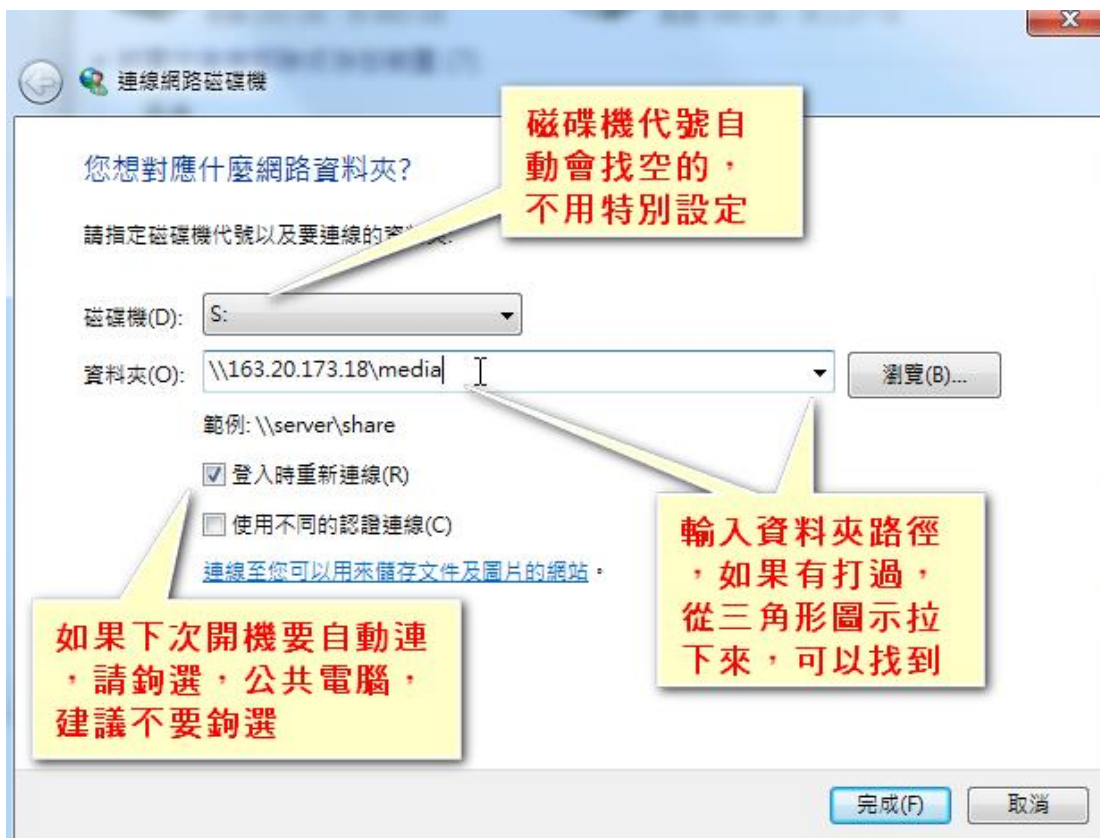 連線網路磁碟機
磁碟機代號自
動會找空的，
不用特別設定
您想對應什麼網路資料夾?
請指定磁碟機代號以及要連線的資料夾:
磁碟機(D):
S:
資料夾(O):
\\163.20.173.18\media
瀏覽(B)...
範例: \\server\share
登入時重新連線(R)
使用不同的認證連線(C)
連線至您可以用來儲存文件及圖片的網站。
輸入資料夾路徑
，如果有打過，
從三角形圖示拉
下來，可以找到
如果下次開機要自動連
，請鉤選，公共電腦，
建議不要鉤選
完成(F)
取消